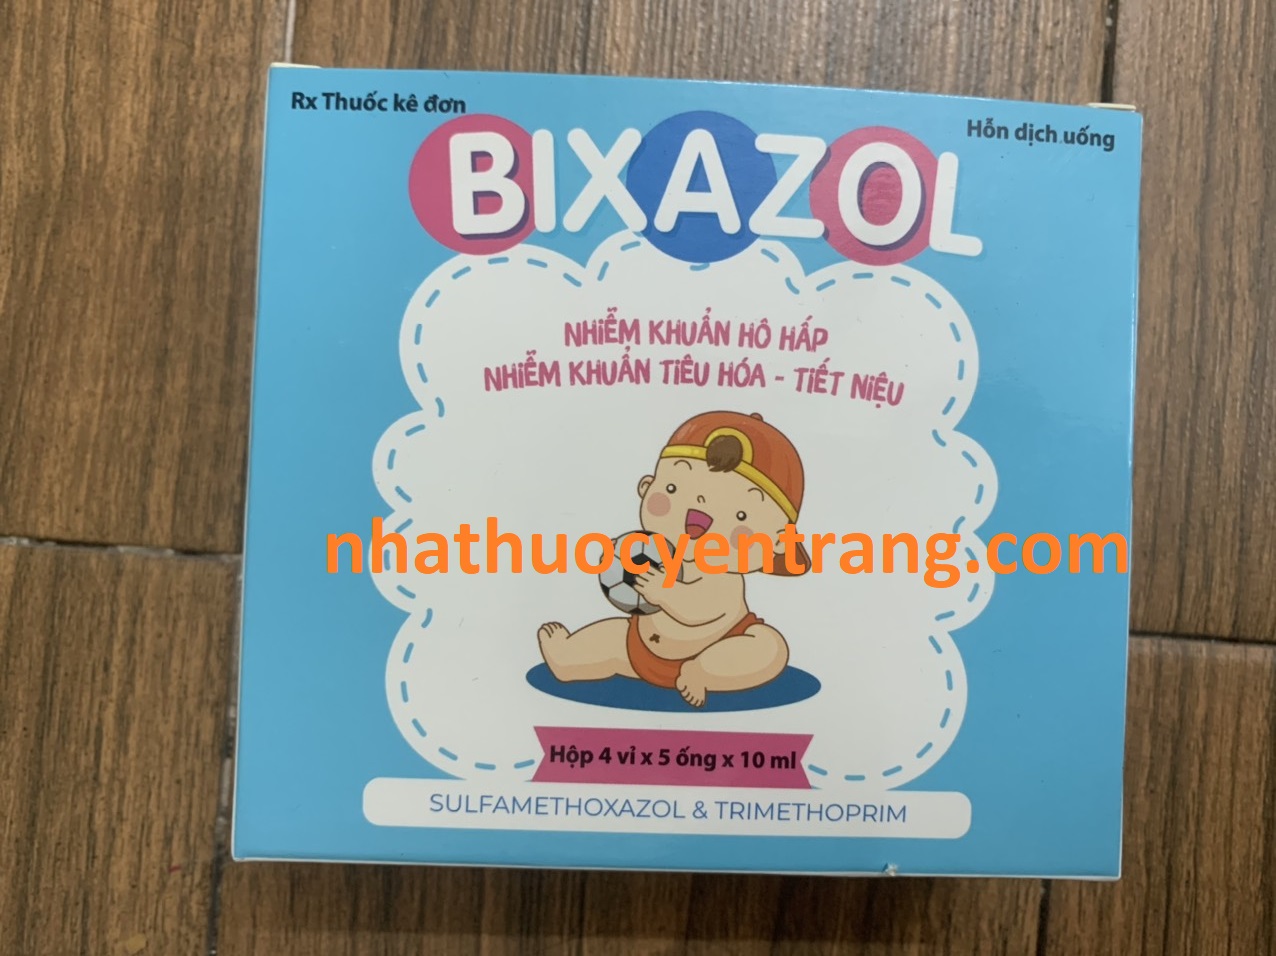 Rx Thuốc kê đơn
Hỗn dịch uống
BIXAZOL
NHIỄM KHUẨN HÔ HẤP
NHIỄM KHUẨN TIÊU HÓA - TIẾT NIỆU
nhathuocyentrang.com
Hộp 4 vỉ x 5 ống x 10 ml
SULFAMETHOXAZOL & TRIMETHOPRIM